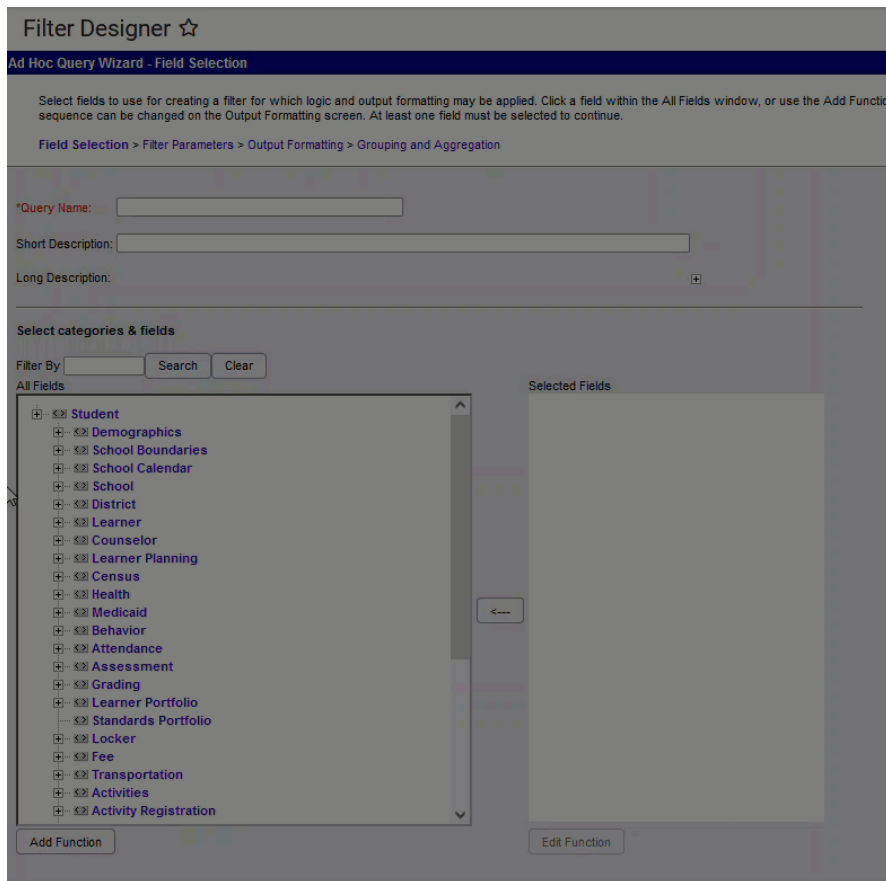 Filter Designer ☆
Ad Hoc Query Wizard - Field Selection
Select fields to use for creating a filter for which logic and output formatting may be applied. Click a field within the All Fields window, or use the Add Functio
sequence can be changed on the Output Formatting screen. At least one field must be selected to continue.
Field Selection > Filter Parameters > Output Formatting > Grouping and Aggregation
*Query Name:
Short Description:
Long Description:
Select categories & fields
Filter By Search Clear
All Fields Selected Fields
Student
Demographics
School Boundaries
School Calendar
School
District
Learner
Counselor
Learner Planning
Census
Health
Medicaid
<---
Behavior
Attendance
Assessment
Grading
Learner Portfolio
Standards Portfolio
Locker
Fee
Transportation
Activities
Activity Registration
Add Function Edit Function